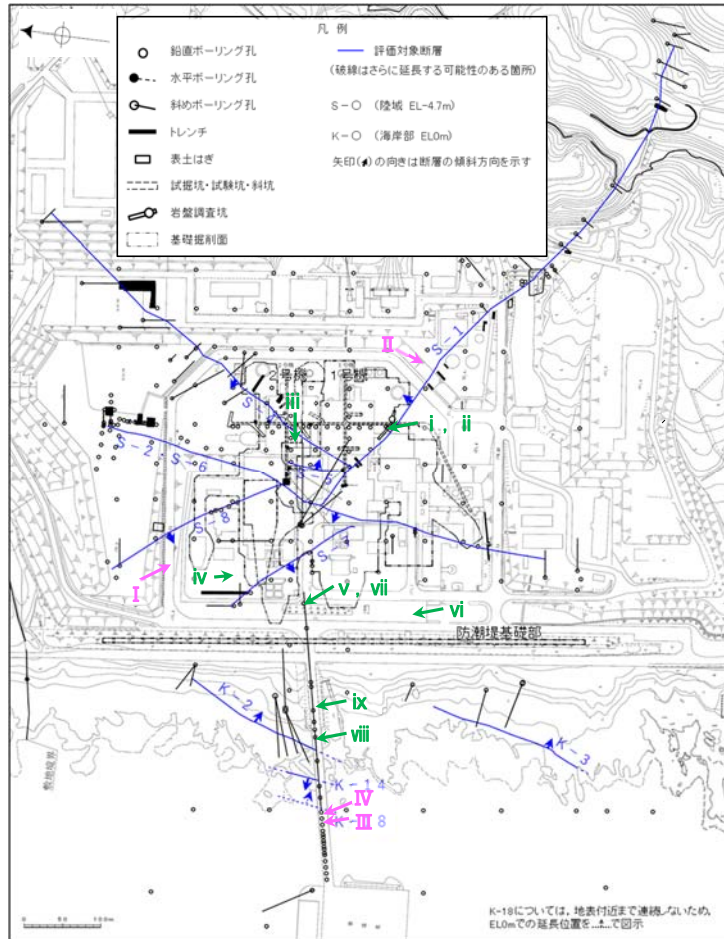 凡 例
鉛直ボーリング孔
水平ボーリング孔
斜めボーリング孔
トレンチ
表土はぎ
試掘坑・試験坑・斜坑
岩盤調査坑
基礎掘削面
評価対象断層
(破線はさらに延長する可能性のある箇所)
S-○ (陸域 EL-4.7m)
K-○ (海岸部 EL0m)
矢印( )の向きは断層の傾斜方向を示す
S-1
Ⅱ
2号機
1号機
S-4
ⅲ
ⅰ, ⅱ
S-2・S-6
S-5
S-8
S-7
Ⅰ
ⅳ
ⅴ, ⅶ
ⅵ
防潮堤基礎部
K-2
ⅸ
ⅷ
K-3
敷地境界
K-14
Ⅳ
Ⅲ
K-18
0 50 100m
K-18については、地表付近まで連続しないため、
EL0mでの延長位置を で図示